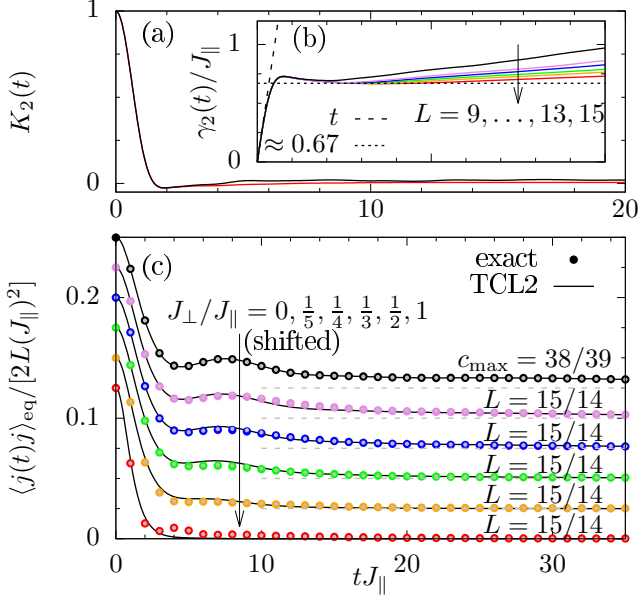 1
(a)
(b)
K₂(t)
γ₂(t)/J∥
1
0
t
≈ 0.67
L = 9, . . . , 13, 15
0
0
10
20
(c)
exact
TCL2
⟨j(t)j⟩eq/[2L(J∥)²]
0.2
0.1
0
J⊥/J∥ = 0, 1/5, 1/4, 1/3, 1/2, 1
(shifted)
cmax = 38/39
L = 15/14
L = 15/14
L = 15/14
L = 15/14
L = 15/14
0
10
20
30
tJ∥